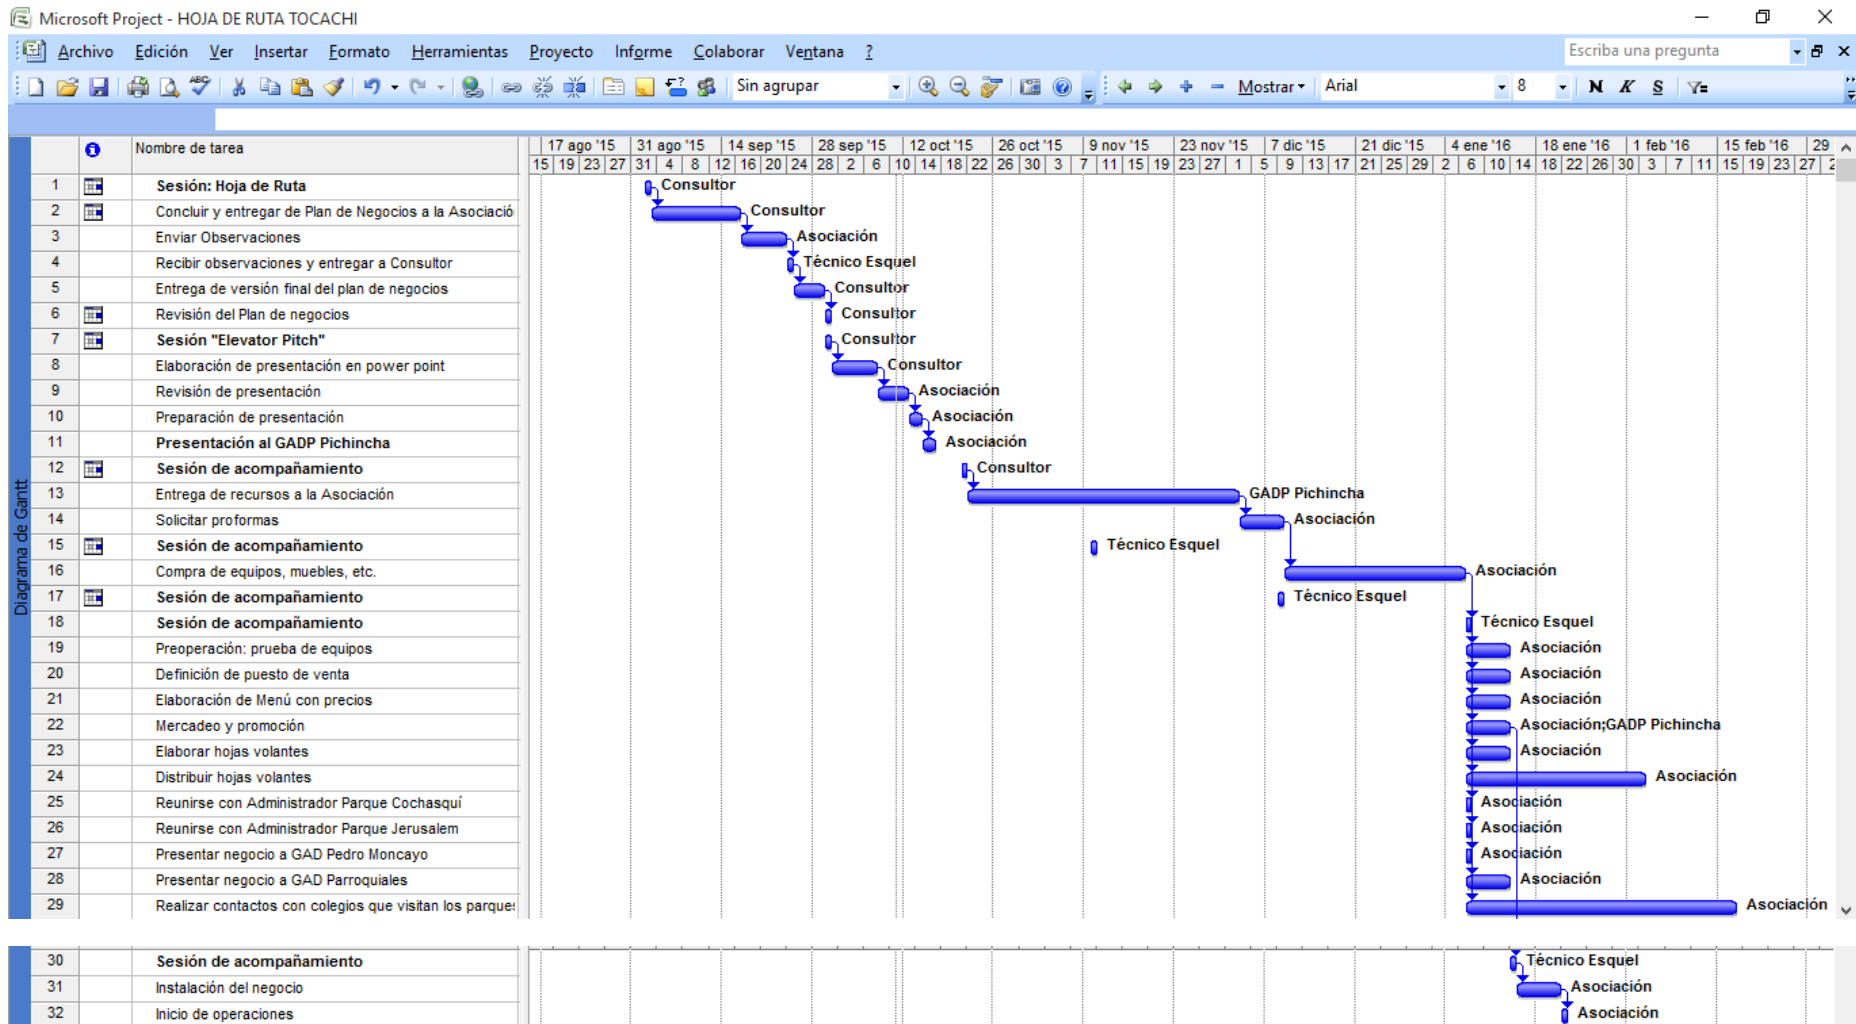 Microsoft Project - HOJA DE RUTA TOCACHI
Archivo Edición Ver Insertar Formato Herramientas Proyecto Informe Colaborar Ventana ?
Escriba una pregunta
ABC Sin agrupar Mostrar Arial 8 N K S
Nombre de tarea
17 ago '15 31 ago '15 14 sep '15 28 sep '15 12 oct '15 26 oct '15 9 nov '15 23 nov '15 7 dic '15 21 dic '15 4 ene '16 18 ene '16 1 feb '16 15 feb '16 29
15 19 23 27 31 4 8 12 16 20 24 28 2 6 10 14 18 22 26 30 3 7 11 15 19 23 27 1 5 9 13 17 21 25 29 2 6 10 14 18 22 26 30 3 7 11 15 19 23 27 2
1 Sesión: Hoja de Ruta Consultor
2 Concluir y entregar de Plan de Negocios a la Asociació Consultor
3 Enviar Observaciones Asociación
4 Recibir observaciones y entregar a Consultor Técnico Esquel
5 Entrega de versión final del plan de negocios Consultor
6 Revisión del Plan de negocios Consultor
7 Sesión "Elevator Pitch" Consultor
8 Elaboración de presentación en power point Consultor
9 Revisión de presentación Asociación
10 Preparación de presentación Asociación
11 Presentación al GADP Pichincha Asociación
12 Sesión de acompañamiento Consultor
13 Entrega de recursos a la Asociación GADP Pichincha
14 Solicitar proformas Asociación
15 Sesión de acompañamiento Técnico Esquel
16 Compra de equipos, muebles, etc. Asociación
17 Sesión de acompañamiento Técnico Esquel
18 Sesión de acompañamiento Técnico Esquel
19 Preoperación: prueba de equipos Asociación
20 Definición de puesto de venta Asociación
21 Elaboración de Menú con precios Asociación
22 Mercadeo y promoción Asociación;GADP Pichincha
23 Elaborar hojas volantes Asociación
24 Distribuir hojas volantes Asociación
25 Reunirse con Administrador Parque Cochasquí Asociación
26 Reunirse con Administrador Parque Jerusalem Asociación
27 Presentar negocio a GAD Pedro Moncayo Asociación
28 Presentar negocio a GAD Parroquiales Asociación
29 Realizar contactos con colegios que visitan los parques Asociación
30 Sesión de acompañamiento Técnico Esquel
31 Instalación del negocio Asociación
32 Inicio de operaciones Asociación
Diagrama de Gantt